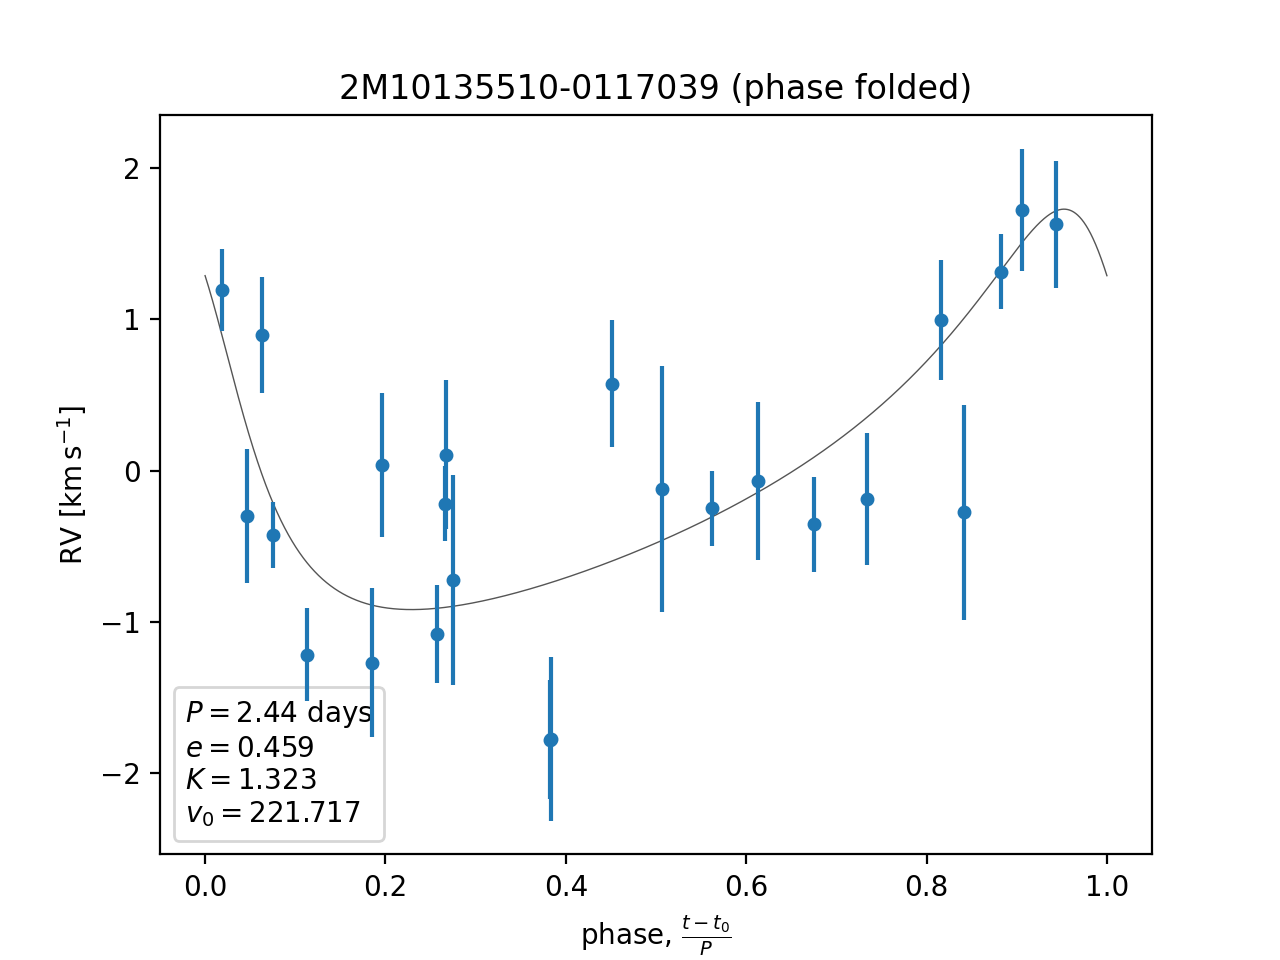 2M10135510-0117039 (phase folded)
RV [km s⁻¹]
2
1
0
−1
−2
P = 2.44 days
e = 0.459
K = 1.323
v₀ = 221.717
0.0 0.2 0.4 0.6 0.8 1.0
phase, (t − t₀)/P